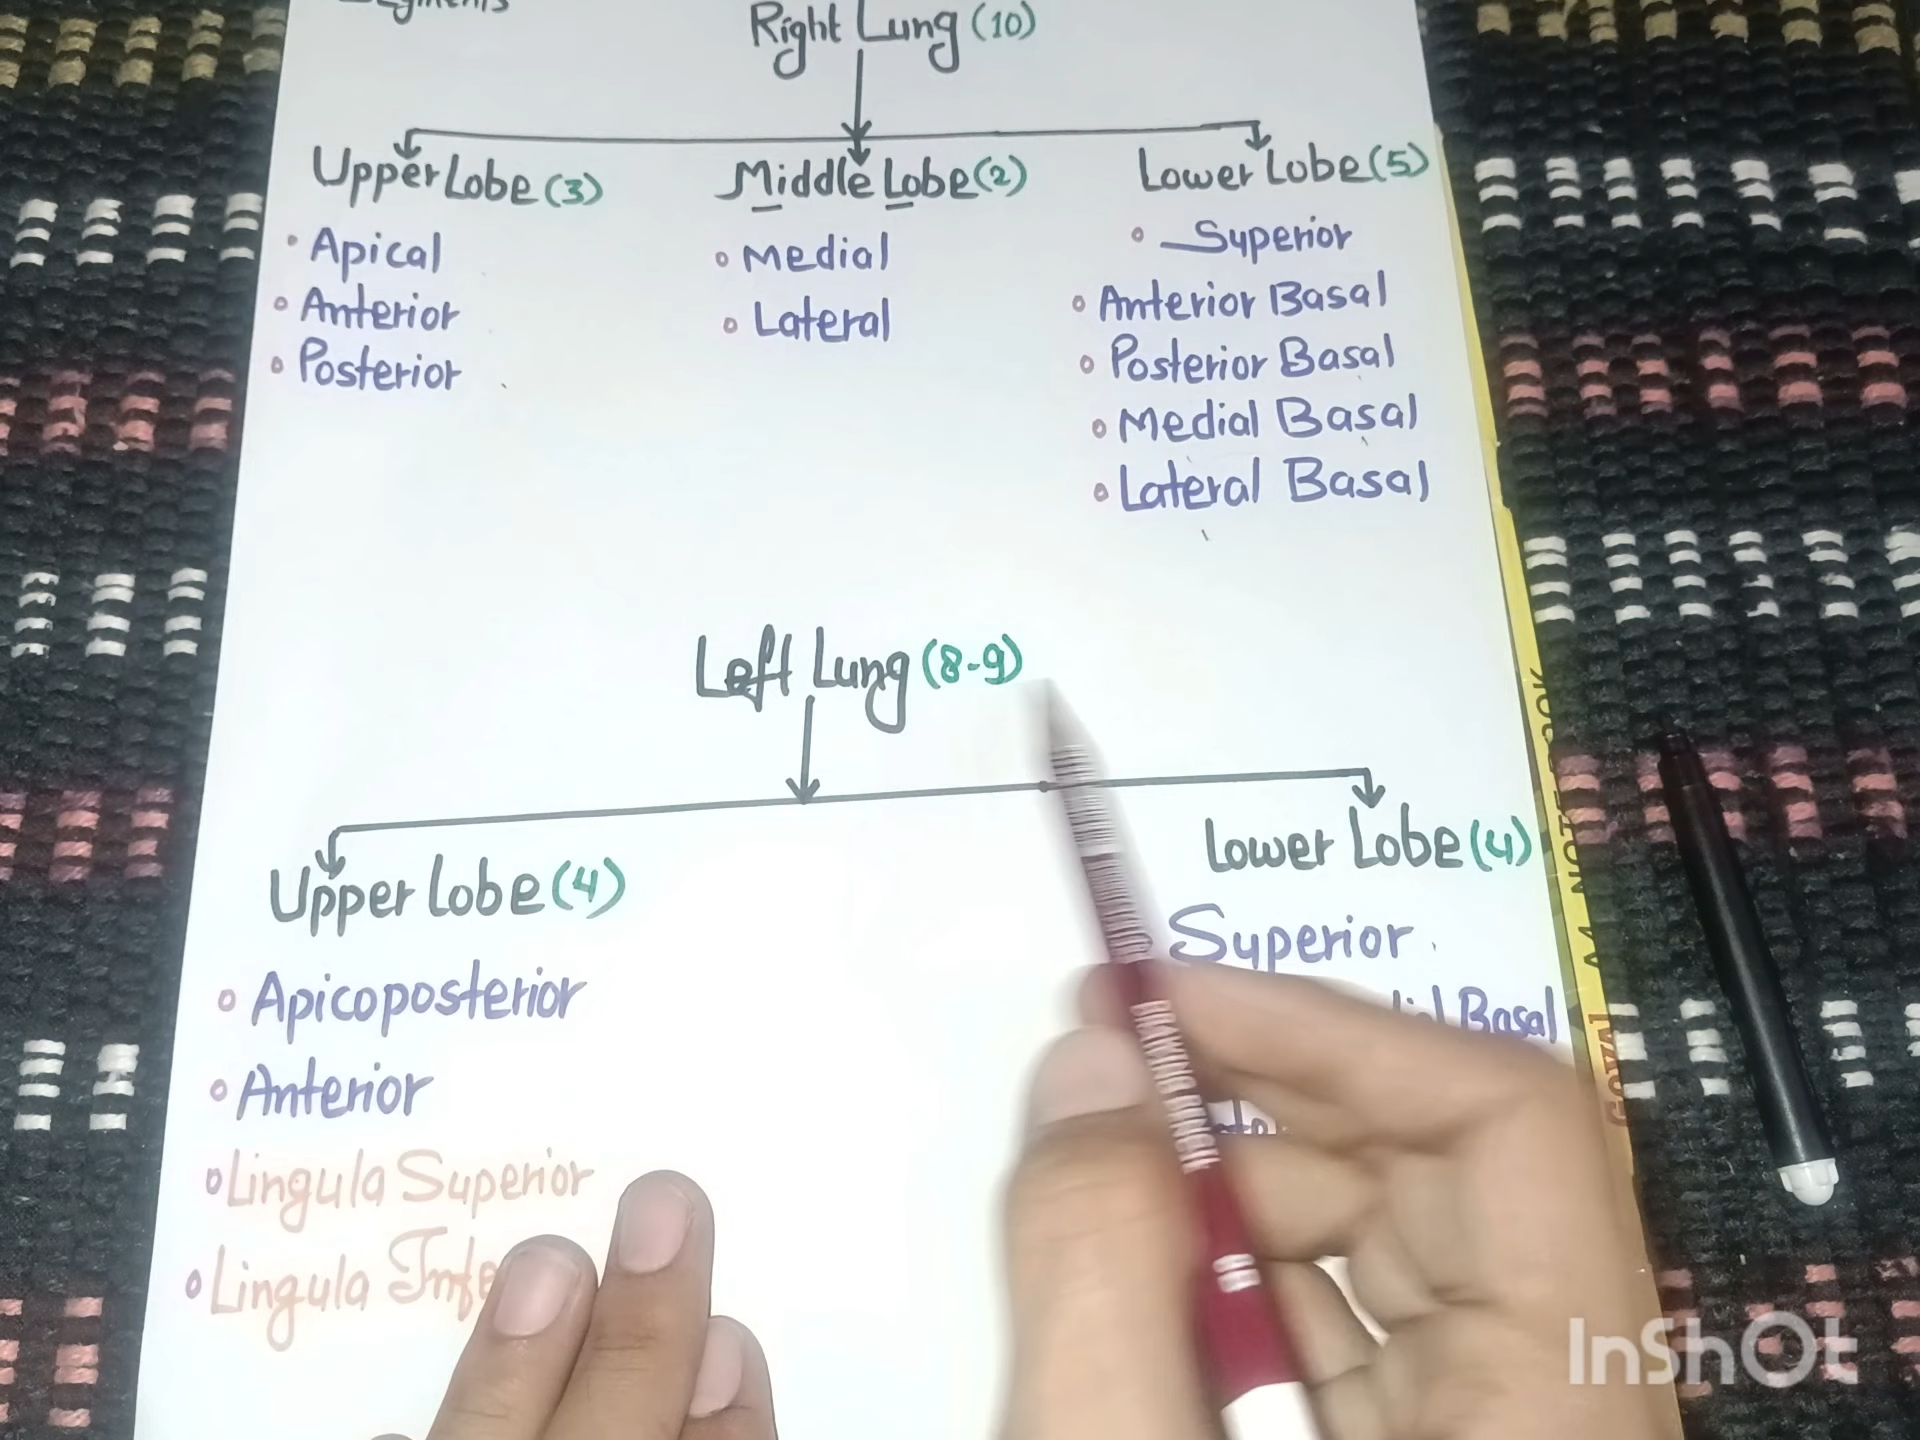 Right Lung (10)
Upper Lobe (3)
• Apical
• Anterior
• Posterior
Middle Lobe (2)
• Medial
• Lateral
Lower Lobe (5)
• Superior
• Anterior Basal
• Posterior Basal
• Medial Basal
• Lateral Basal
Left Lung (8-9)
Upper Lobe (4)
• Apicoposterior
• Anterior
• Lingula Superior
• Lingula
Lower Lobe (4)
Superior
Basal
InShOt